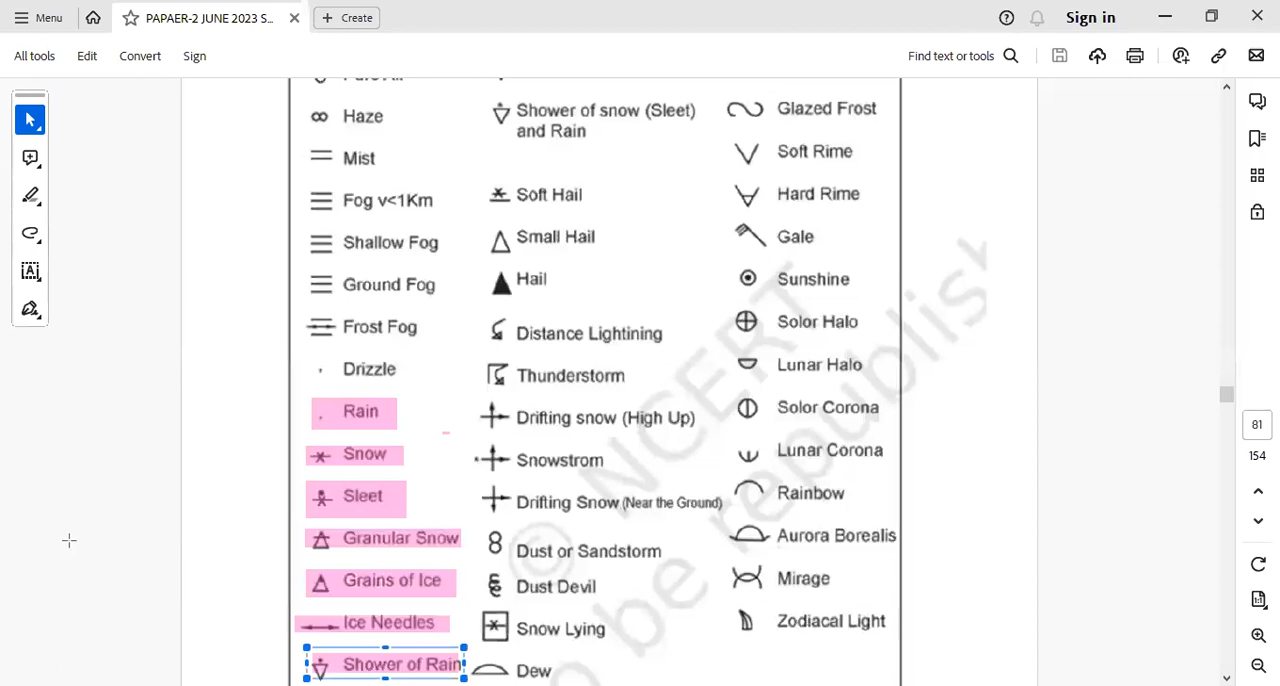 Menu
PAPAER-2 JUNE 2023 S...
Create
Sign in
All tools
Edit
Convert
Sign
Find text or tools
Pure Air
Haze
Mist
Fog v<1Km
Shallow Fog
Ground Fog
Frost Fog
Drizzle
Rain
Snow
Sleet
Granular Snow
Grains of Ice
Ice Needles
Shower of Rain
Shower of snow (Sleet)
and Rain
Soft Hail
Small Hail
Hail
Distance Lightining
Thunderstorm
Drifting snow (High Up)
Snowstrom
Drifting Snow (Near the Ground)
Dust or Sandstorm
Dust Devil
Snow Lying
Dew
Glazed Frost
Soft Rime
Hard Rime
Gale
Sunshine
Solor Halo
Lunar Halo
Solor Corona
Lunar Corona
Rainbow
Aurora Borealis
Mirage
Zodiacal Light
© NCERT
o be republis
81
154